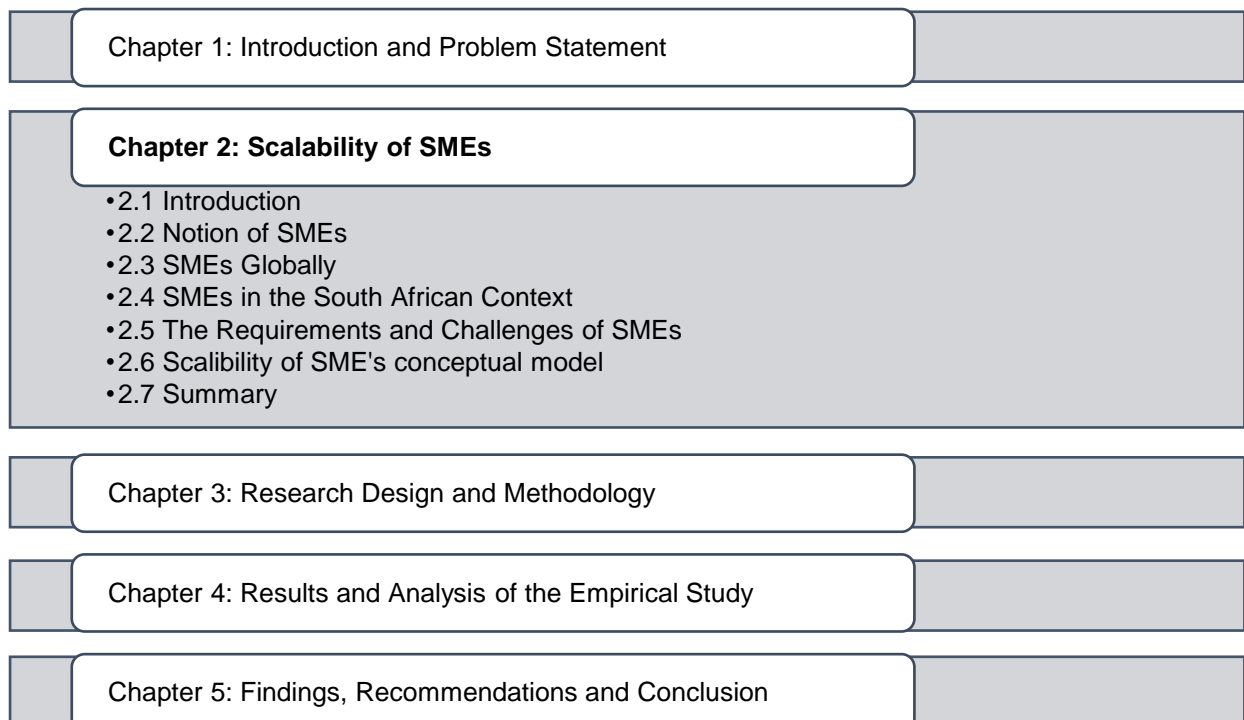 Chapter 1: Introduction and Problem Statement
Chapter 2: Scalability of SMEs
•2.1 Introduction
•2.2 Notion of SMEs
•2.3 SMEs Globally
•2.4 SMEs in the South African Context
•2.5 The Requirements and Challenges of SMEs
•2.6 Scalibility of SME's conceptual model
•2.7 Summary
Chapter 3: Research Design and Methodology
Chapter 4: Results and Analysis of the Empirical Study
Chapter 5: Findings, Recommendations and Conclusion